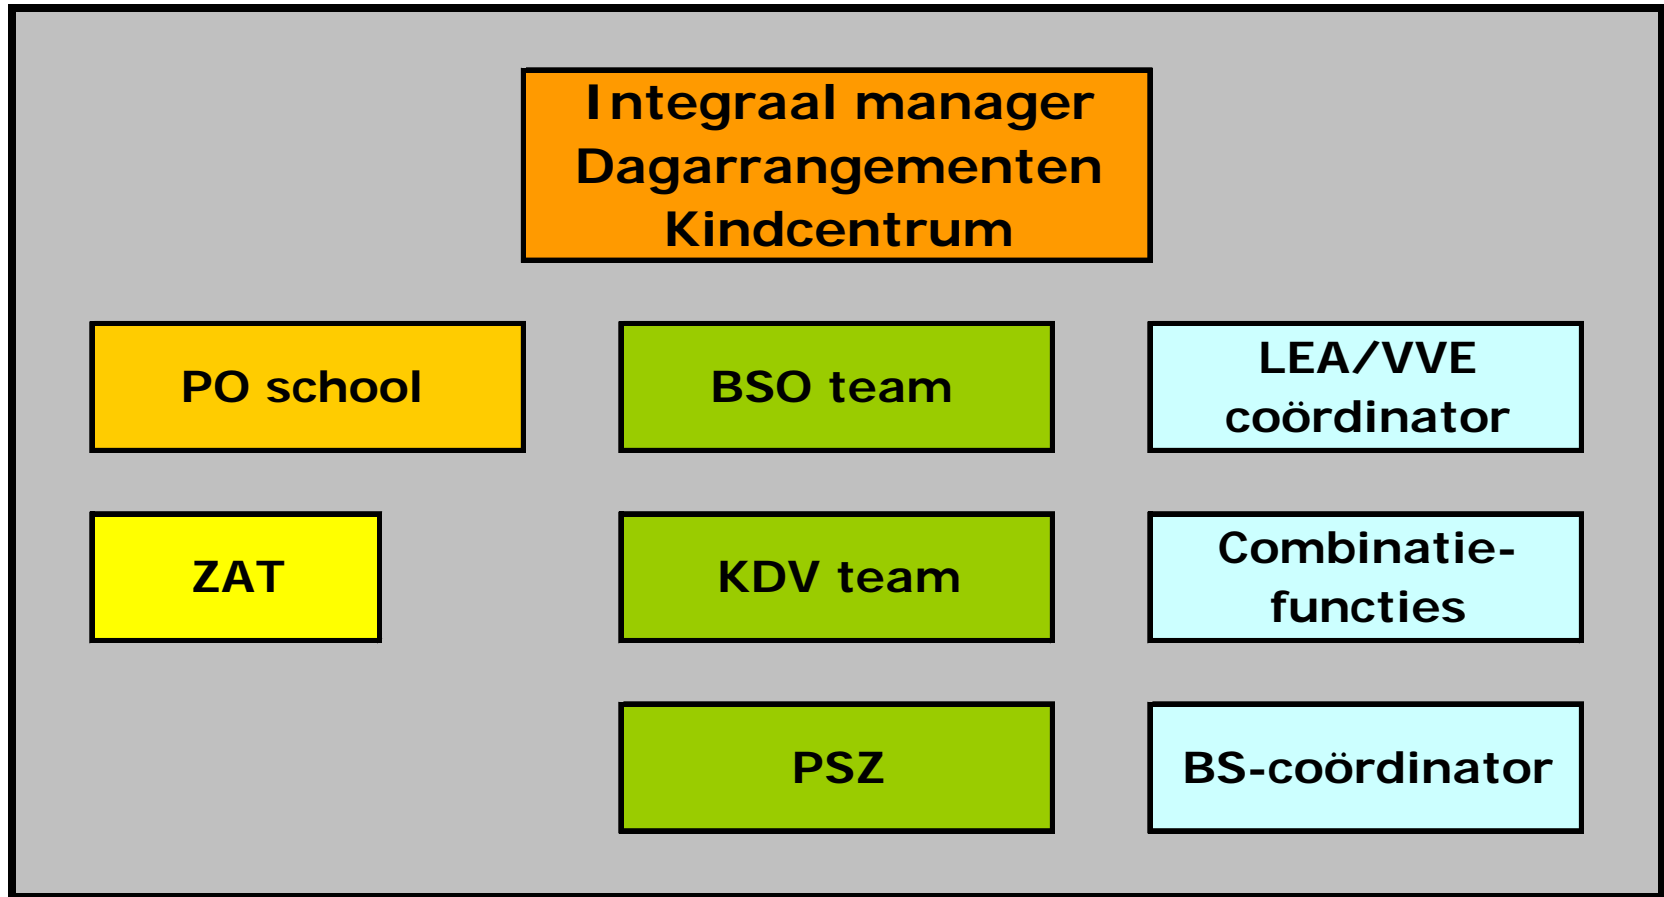 Integraal manager
Dagarrangementen
Kindcentrum
PO school
BSO team
LEA/VVE
coördinator
ZAT
KDV team
Combinatie-
functies
PSZ
BS-coördinator